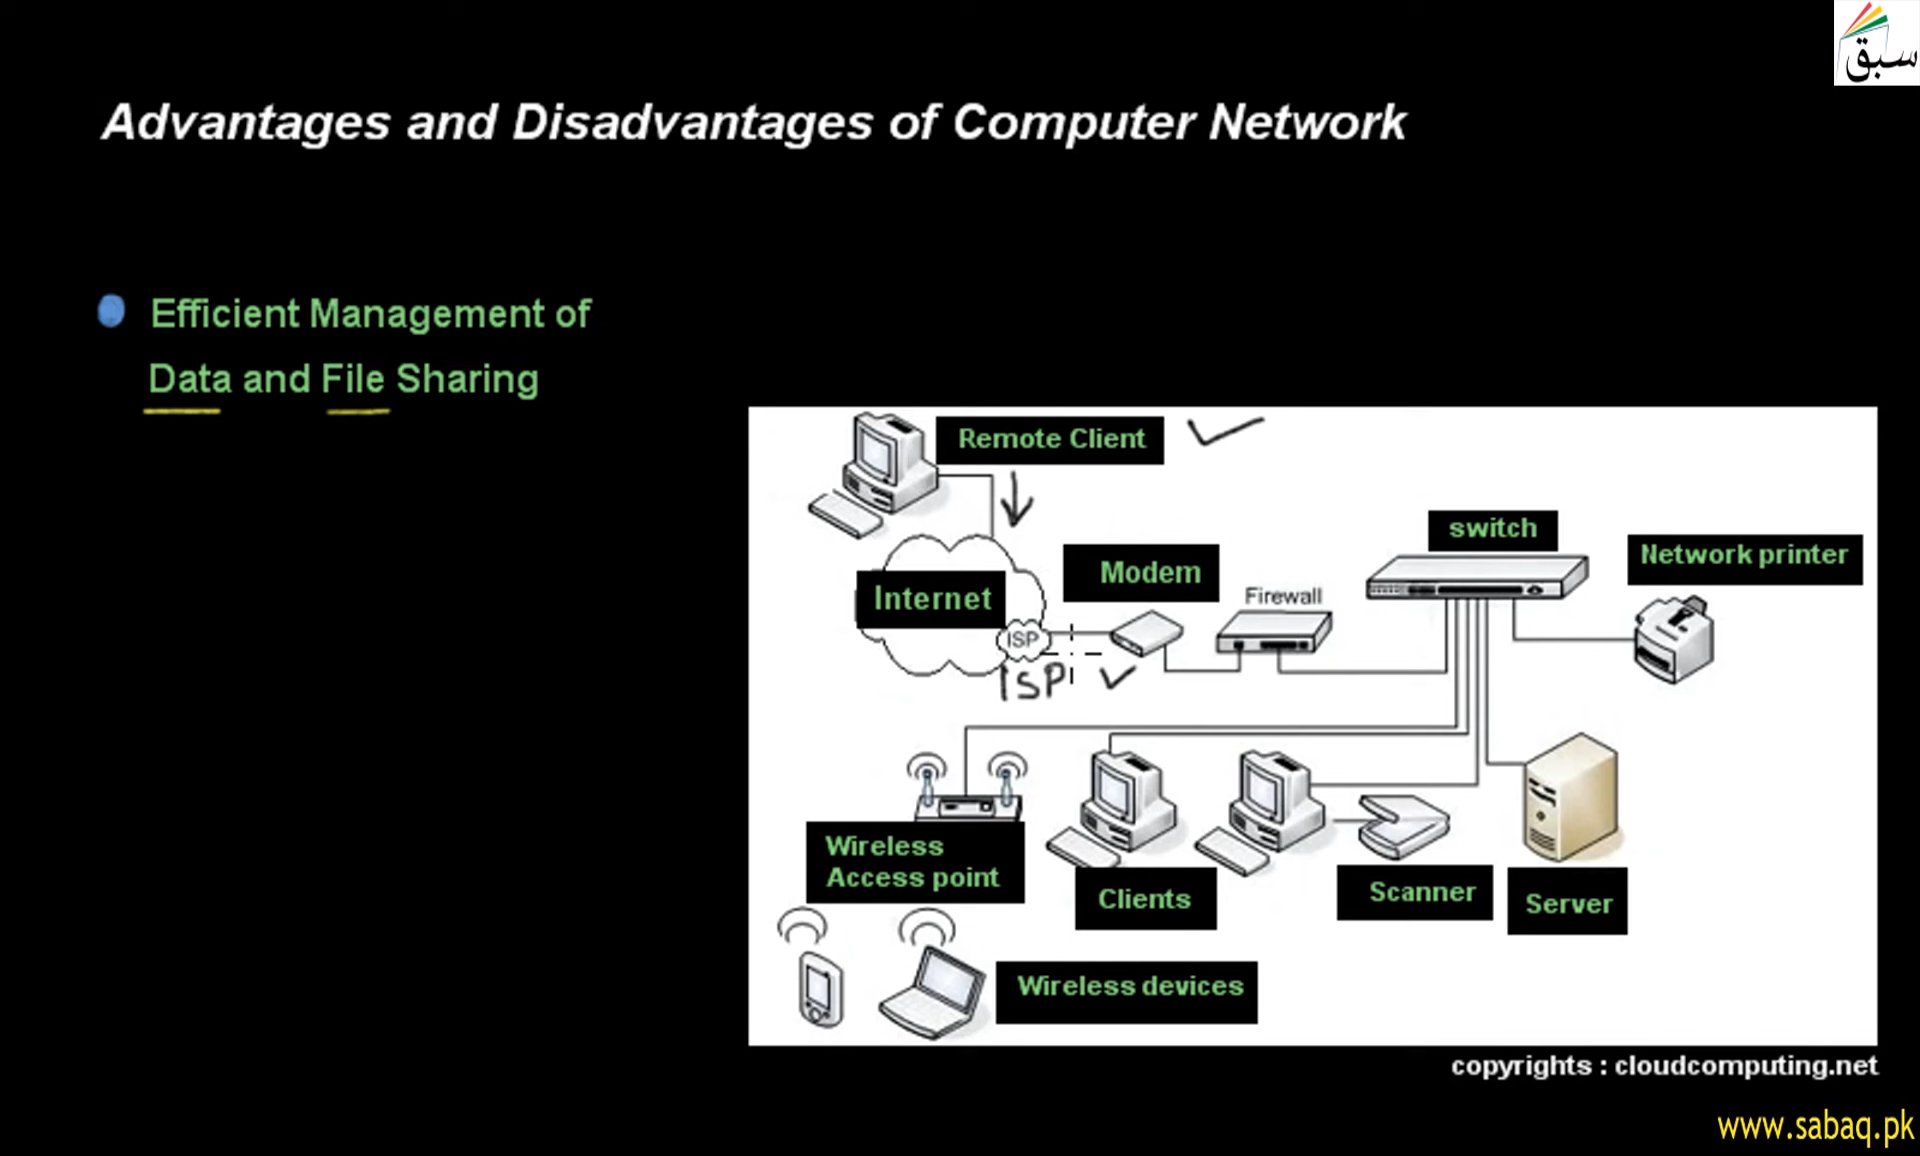 سبق
Advantages and Disadvantages of Computer Network
Efficient Management of
Data and File Sharing
Remote Client
switch
Network printer
Modem
Internet
Firewall
ISP
ISP
Wireless
Access point
Clients
Scanner
Server
Wireless devices
copyrights : cloudcomputing.net
www.sabaq.pk